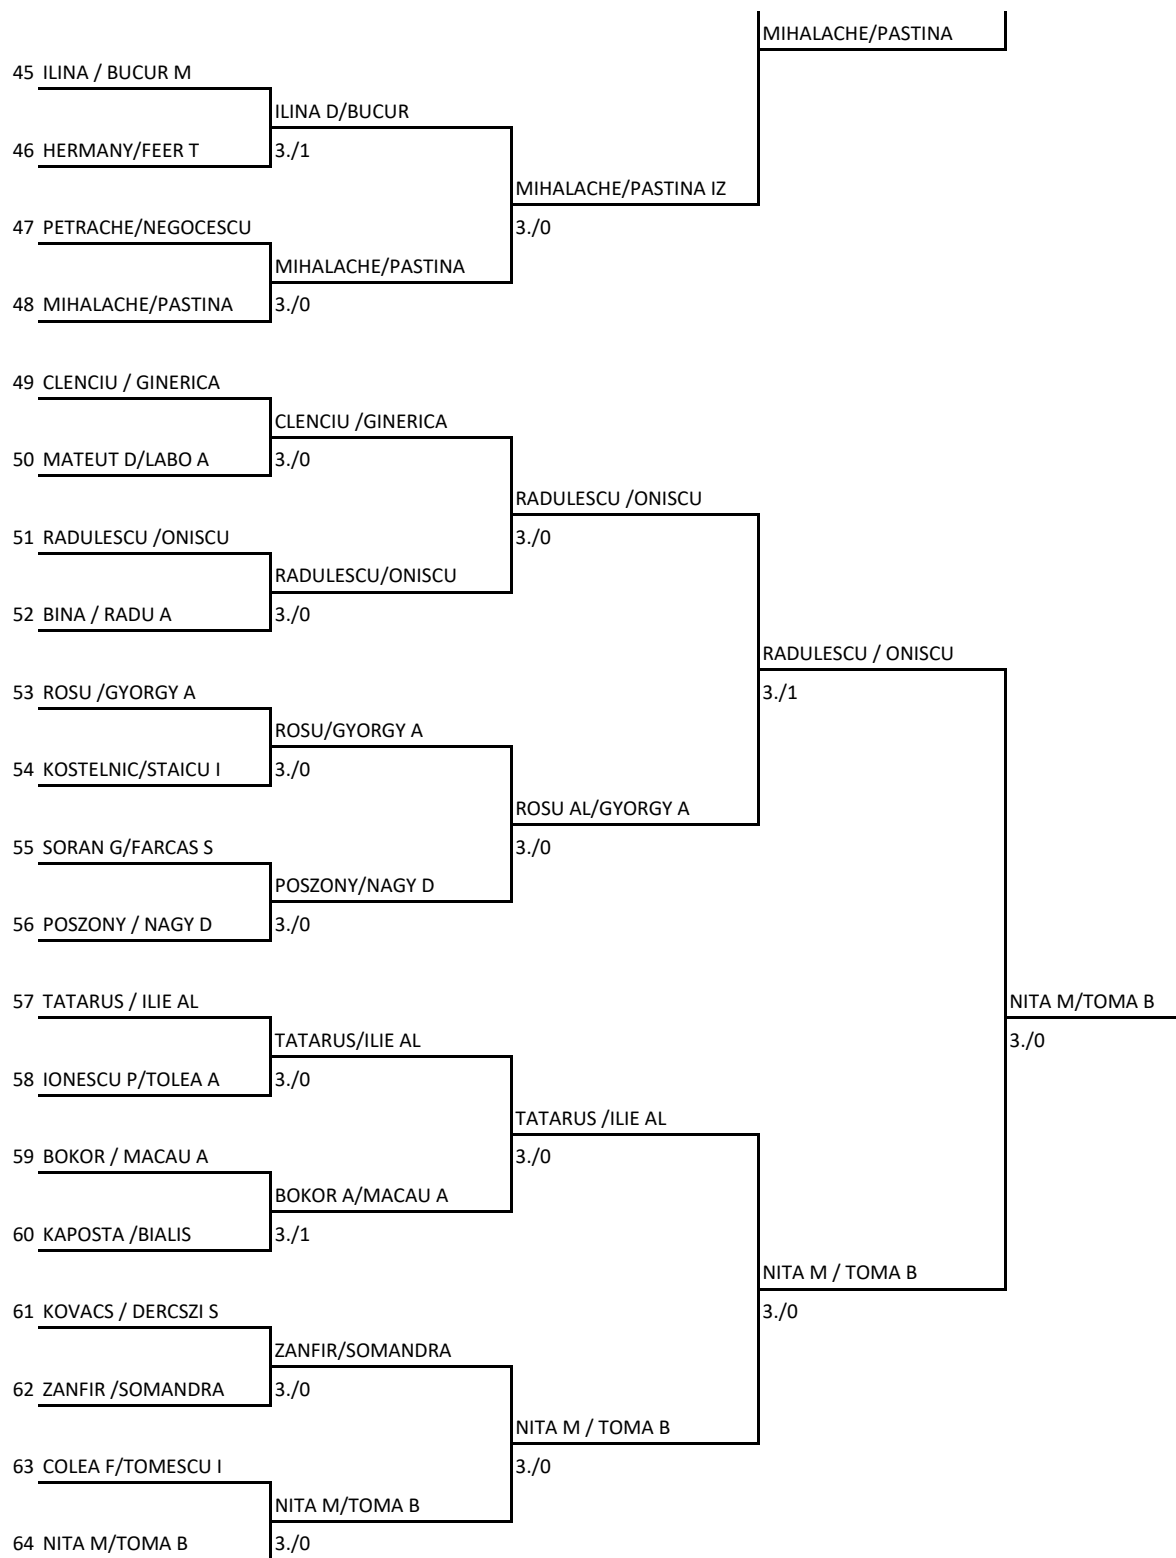 MIHALACHE/PASTINA
45 ILINA / BUCUR M
ILINA D/BUCUR
46 HERMANY/FEER T 3./1
MIHALACHE/PASTINA IZ
47 PETRACHE/NEGOCESCU 3./0
MIHALACHE/PASTINA
48 MIHALACHE/PASTINA 3./0
49 CLENCIU / GINERICA
CLENCIU /GINERICA
50 MATEUT D/LABO A 3./0
RADULESCU /ONISCU
51 RADULESCU /ONISCU 3./0
RADULESCU/ONISCU
52 BINA / RADU A 3./0
RADULESCU / ONISCU
53 ROSU /GYORGY A 3./1
ROSU/GYORGY A
54 KOSTELNIC/STAICU I 3./0
ROSU AL/GYORGY A
55 SORAN G/FARCAS S 3./0
POSZONY/NAGY D
56 POSZONY / NAGY D 3./0
57 TATARUS / ILIE AL NITA M/TOMA B
TATARUS/ILIE AL 3./0
58 IONESCU P/TOLEA A 3./0
TATARUS /ILIE AL
59 BOKOR / MACAU A 3./0
BOKOR A/MACAU A
60 KAPOSTA /BIALIS 3./1
NITA M / TOMA B
61 KOVACS / DERCSZI S 3./0
ZANFIR/SOMANDRA
62 ZANFIR /SOMANDRA 3./0
NITA M / TOMA B
63 COLEA F/TOMESCU I 3./0
NITA M/TOMA B
64 NITA M/TOMA B 3./0